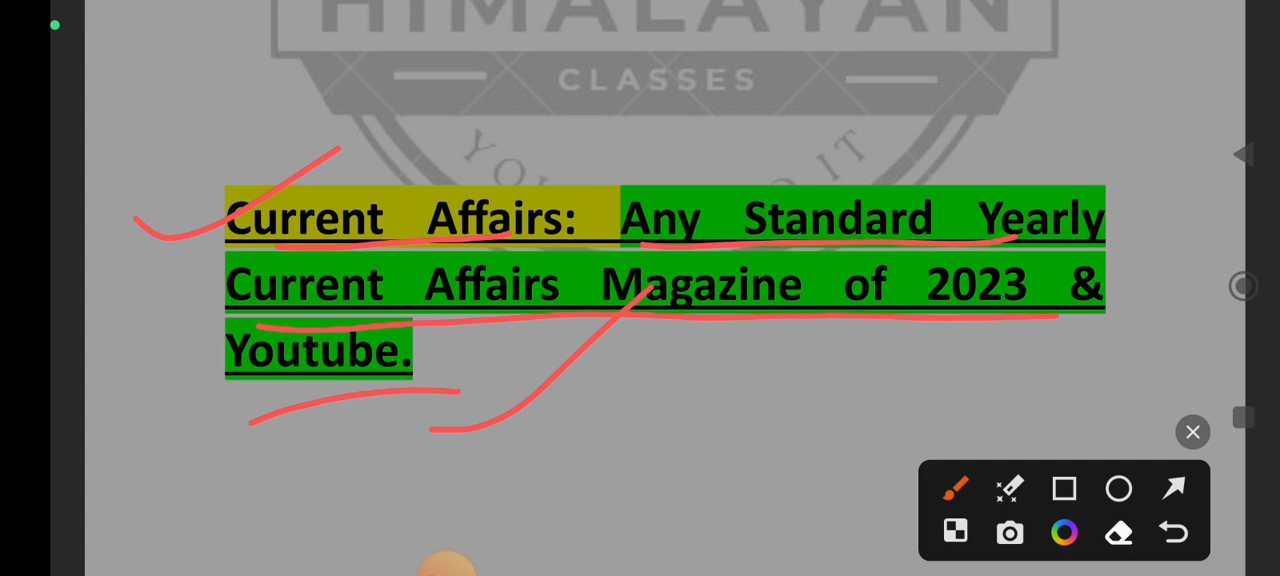 HIMALAYAN
CLASSES
Current Affairs: Any Standard Yearly
Current Affairs Magazine of 2023 &
Youtube.